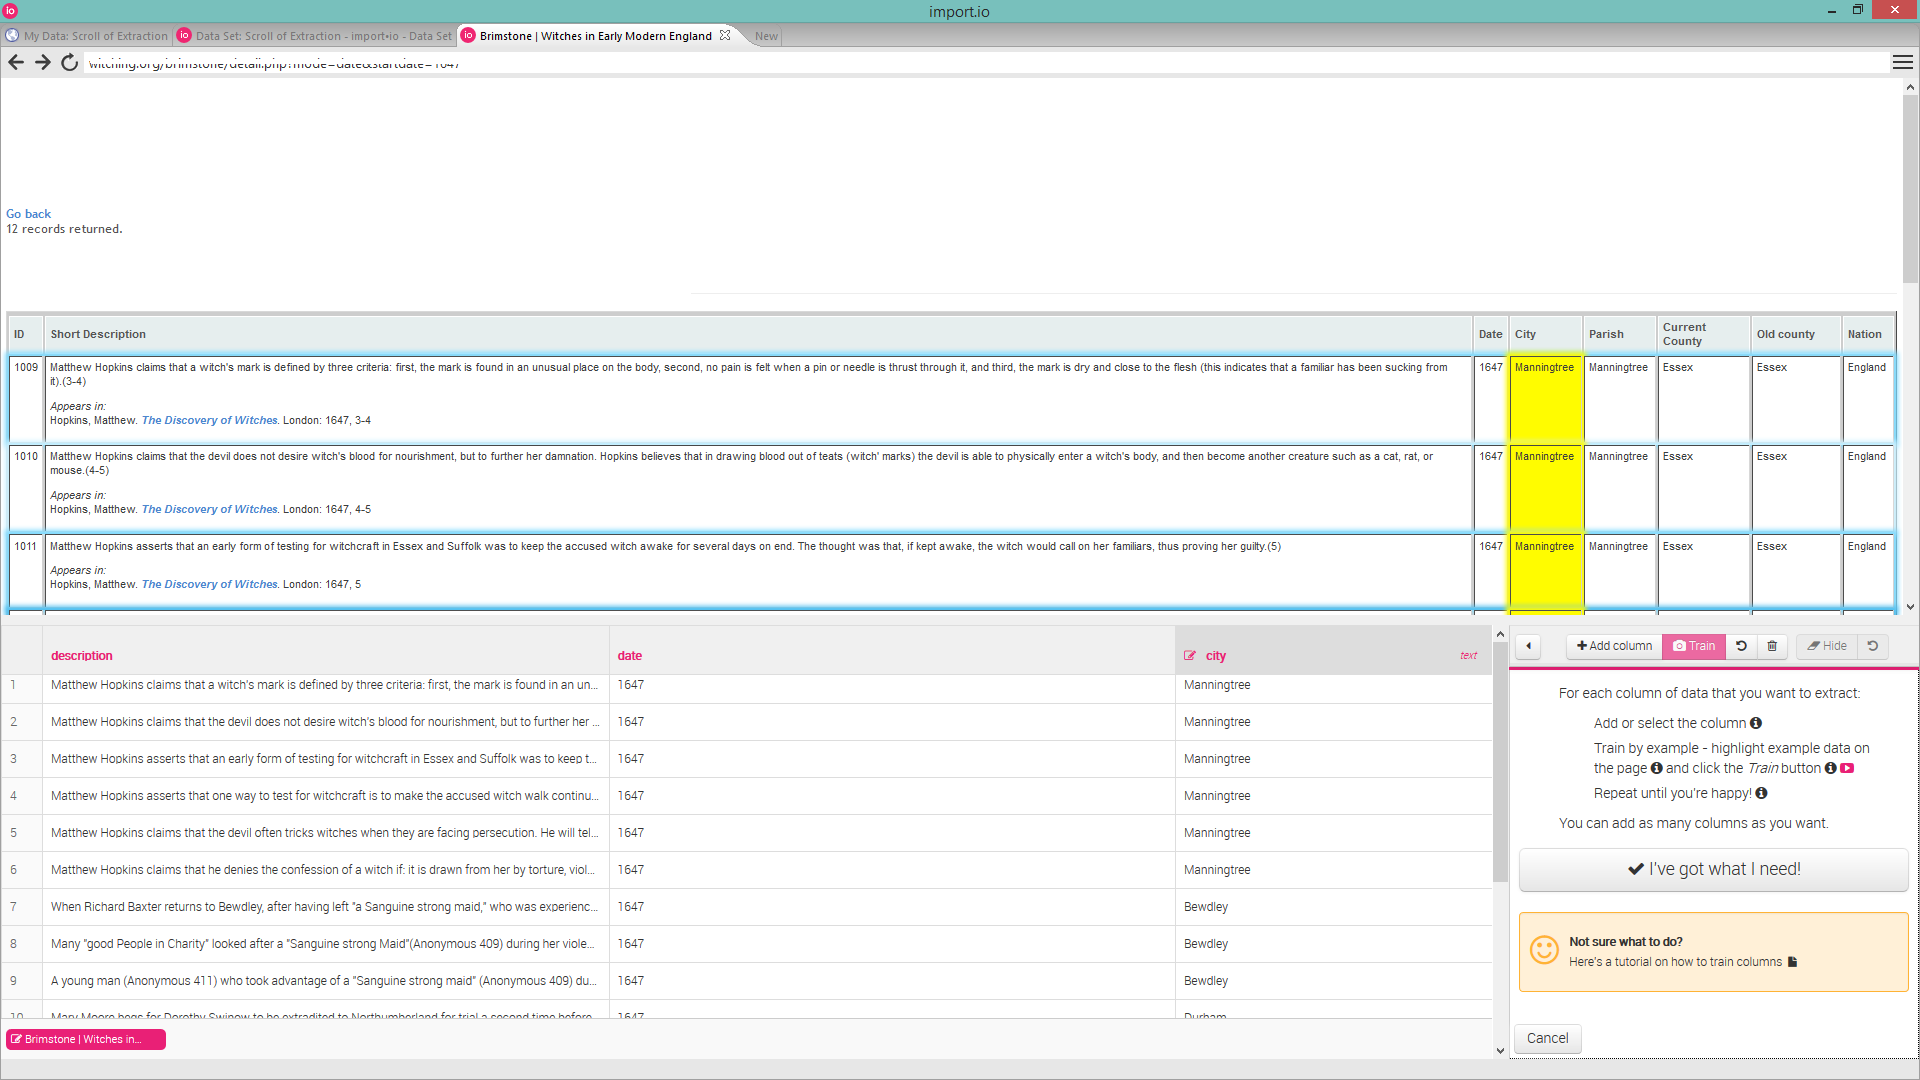 io
import.io
My Data: Scroll of Extraction
io Data Set: Scroll of Extraction - import•io - Data Set
io Brimstone | Witches in Early Modern England
New
witching.org/brimstone/detail.php?mode=date&startdate=1647
Go back
12 records returned.
ID Short Description Date City Parish Current County Old county Nation
1009 Matthew Hopkins claims that a witch's mark is defined by three criteria: first, the mark is found in an unusual place on the body, second, no pain is felt when a pin or needle is thrust through it, and third, the mark is dry and close to the flesh (this indicates that a familiar has been sucking from 1647 Manningtree Manningtree Essex Essex England
it).(3-4)
Appears in:
Hopkins, Matthew. The Discovery of Witches. London: 1647, 3-4
1010 Matthew Hopkins claims that the devil does not desire witch's blood for nourishment, but to further her damnation. Hopkins believes that in drawing blood out of teats (witch' marks) the devil is able to physically enter a witch's body, and then become another creature such as a cat, rat, or 1647 Manningtree Manningtree Essex Essex England
mouse.(4-5)
Appears in:
Hopkins, Matthew. The Discovery of Witches. London: 1647, 4-5
1011 Matthew Hopkins asserts that an early form of testing for witchcraft in Essex and Suffolk was to keep the accused witch awake for several days on end. The thought was that, if kept awake, the witch would call on her familiars, thus proving her guilty.(5) 1647 Manningtree Manningtree Essex Essex England
Appears in:
Hopkins, Matthew. The Discovery of Witches. London: 1647, 5
description date city text
1 Matthew Hopkins claims that a witch's mark is defined by three criteria: first, the mark is found in an un... 1647 Manningtree
2 Matthew Hopkins claims that the devil does not desire witch's blood for nourishment, but to further her ... 1647 Manningtree
3 Matthew Hopkins asserts that an early form of testing for witchcraft in Essex and Suffolk was to keep t... 1647 Manningtree
4 Matthew Hopkins asserts that one way to test for witchcraft is to make the accused witch walk continu... 1647 Manningtree
5 Matthew Hopkins claims that the devil often tricks witches when they are facing persecution. He will tel... 1647 Manningtree
6 Matthew Hopkins claims that he denies the confession of a witch if: it is drawn from her by torture, viol... 1647 Manningtree
7 When Richard Baxter returns to Bewdley, after having left "a Sanguine strong maid," who was experienc... 1647 Bewdley
8 Many "good People in Charity" looked after a "Sanguine strong Maid"(Anonymous 409) during her viole... 1647 Bewdley
9 A young man (Anonymous 411) who took advantage of a "Sanguine strong maid" (Anonymous 409) du... 1647 Bewdley
10 Mary Moore begs for Dorothy Swinow to be extradited to Northumberland for trial a second time before 1647 Durham
Brimstone | Witches in...
Add column Train Hide
For each column of data that you want to extract:
Add or select the column
Train by example - highlight example data on
the page and click the Train button
Repeat until you're happy!
You can add as many columns as you want.
I've got what I need!
Not sure what to do?
Here's a tutorial on how to train columns
Cancel